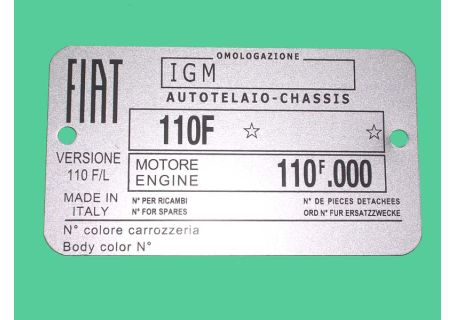 FIAT
OMOLOGAZIONE
IGM
AUTOTELAIO-CHASSIS
110F ☆ ☆
VERSIONE
110 F/L
MOTORE
ENGINE
110F.000
MADE IN
ITALY
N° PER RICAMBI
N° FOR SPARES
N° DE PIECES DETACHEES
ORD N° FUR ERSATZZWECKE
N° colore carrozzeria
Body color N°